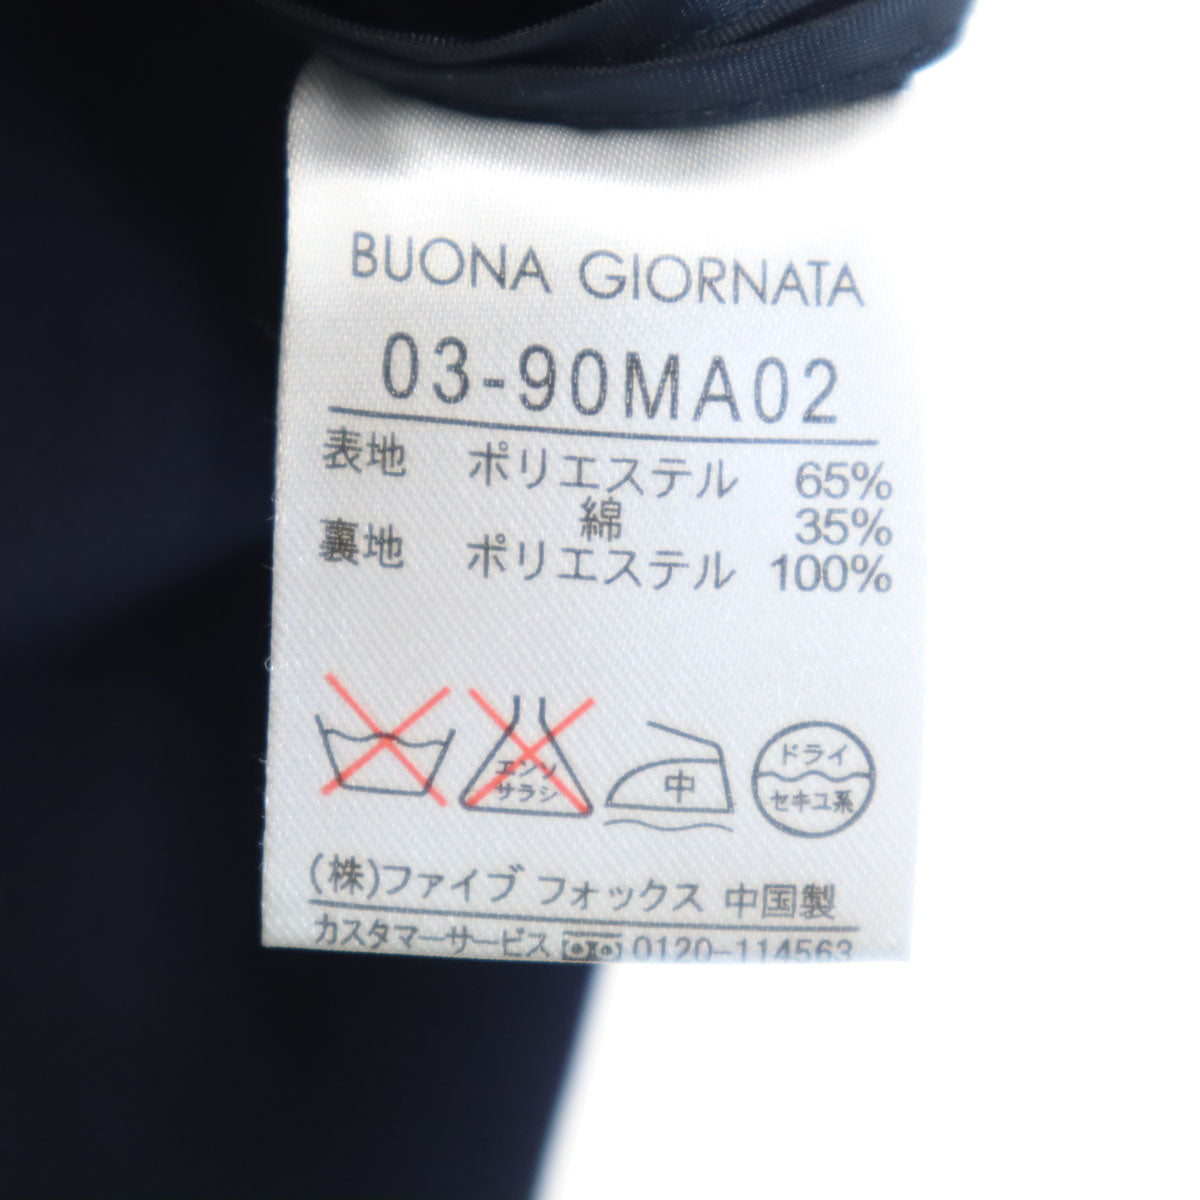 BUONA GIORNATA
03-90MA02
表地 ポリエステル 65%
綿 35%
裏地 ポリエステル 100%
エンソ
サラシ
中
ドライ
セキユ系
(株)ファイブ フォックス 中国製
カスタマーサービス 0120-114563